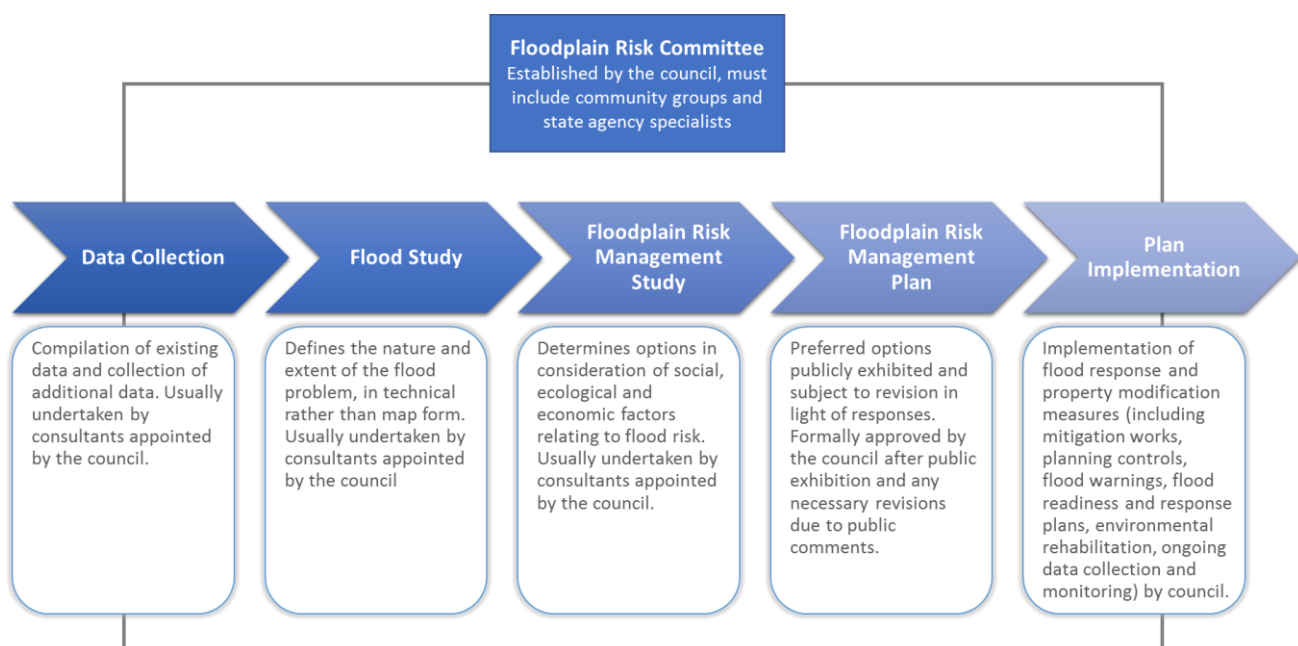 Floodplain Risk Committee
Established by the council, must
include community groups and
state agency specialists
Data Collection
Flood Study
Floodplain Risk
Management
Study
Floodplain Risk
Management
Plan
Plan
Implementation
Compilation of existing
data and collection of
additional data. Usually
undertaken by
consultants appointed
by the council.
Defines the nature and
extent of the flood
problem, in technical
rather than map form.
Usually undertaken by
consultants appointed
by the council
Determines options in
consideration of social,
ecological and
economic factors
relating to flood risk.
Usually undertaken by
consultants appointed
by the council.
Preferred options
publicly exhibited and
subject to revision in
light of responses.
Formally approved by
the council after public
exhibition and any
necessary revisions
due to public
comments.
Implementation of
flood response and
property modification
measures (including
mitigation works,
planning controls,
flood warnings, flood
readiness and response
plans, environmental
rehabilitation, ongoing
data collection and
monitoring) by council.